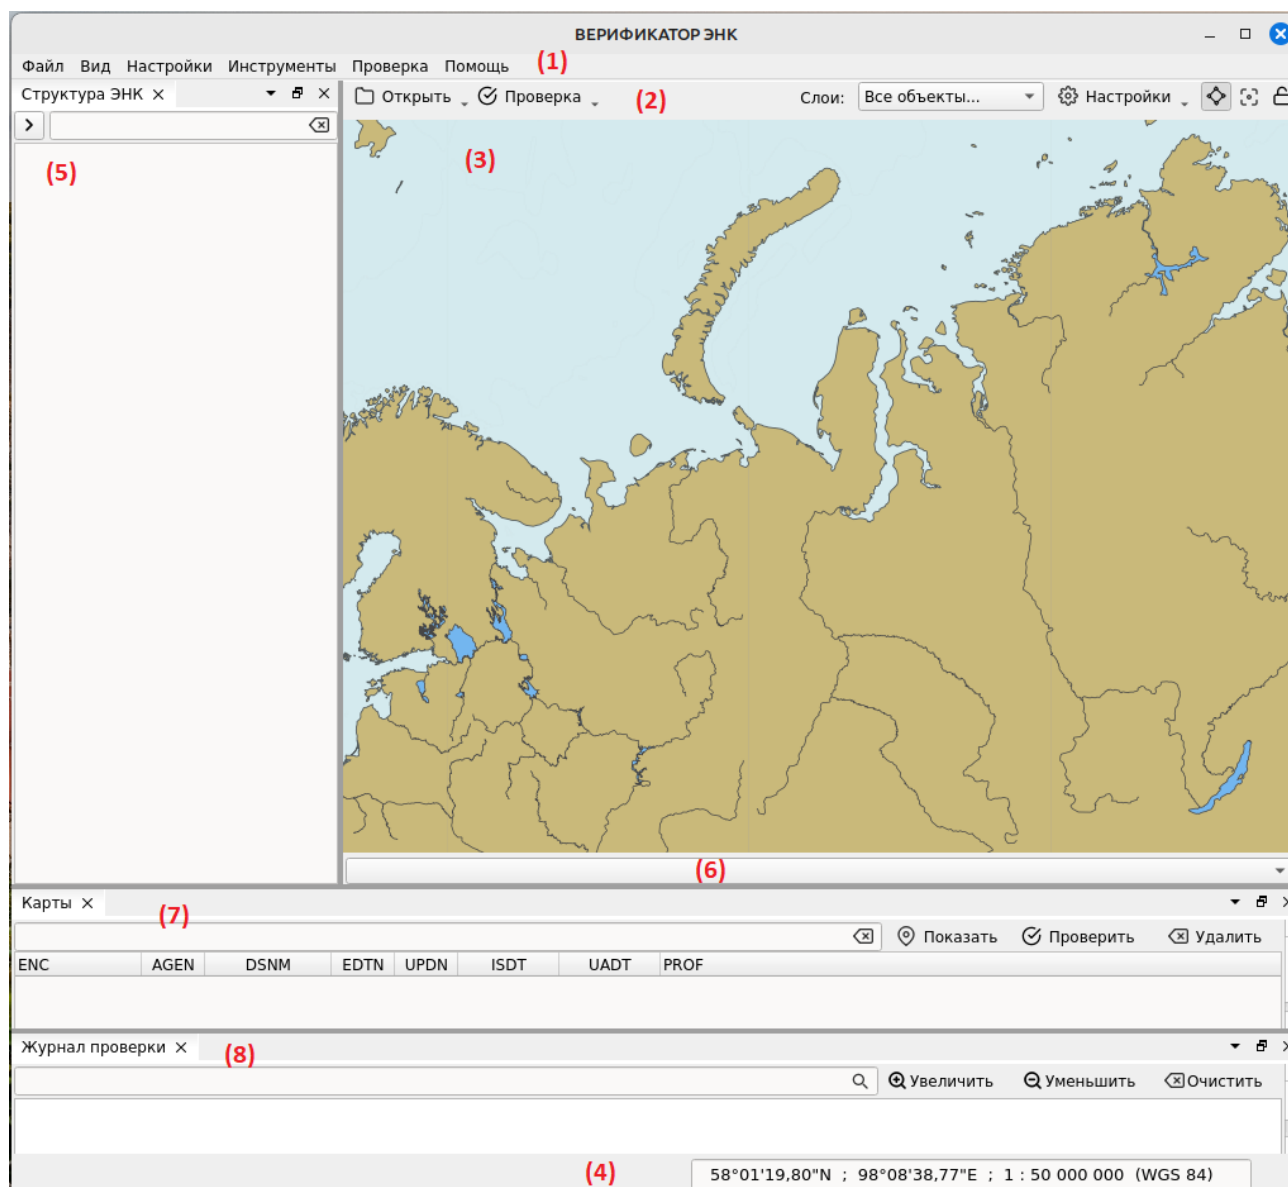 ВЕРИФИКАТОР ЭНК
Файл Вид Настройки Инструменты Проверка Помощь (1)
Структура ЭНК
Открыть Проверка (2) Слои: Все объекты... Настройки
(3)
(5)
(6)
Карты
(7)
Показать Проверить Удалить
ENC AGEN DSNM EDTN UPDN ISDT UADT PROF
Журнал проверки (8)
Увеличить Уменьшить Очистить
(4) 58°01'19,80"N ; 98°08'38,77"E ; 1 : 50 000 000 (WGS 84)